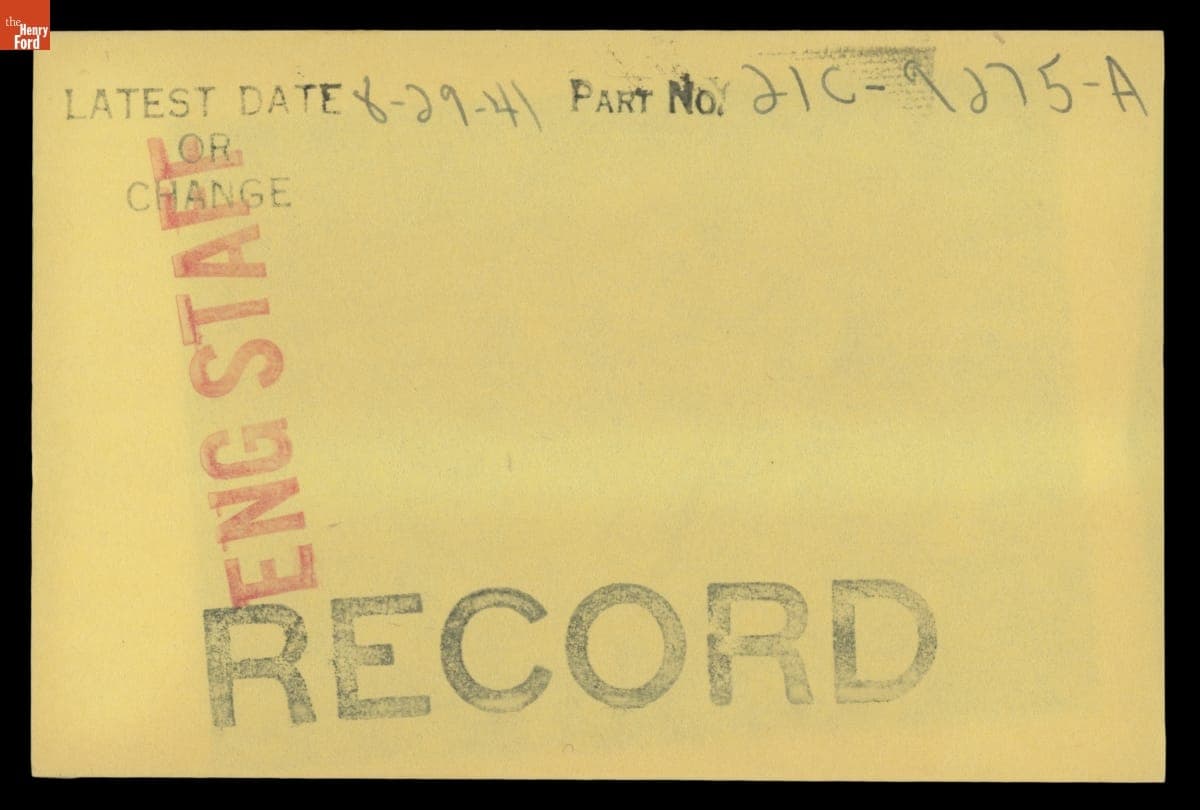 the
Henry
Ford
LATEST DATE 8-29-41 PART NO. 21C-9275-A
OR
CHANGE
ENG STAFF
RECORD